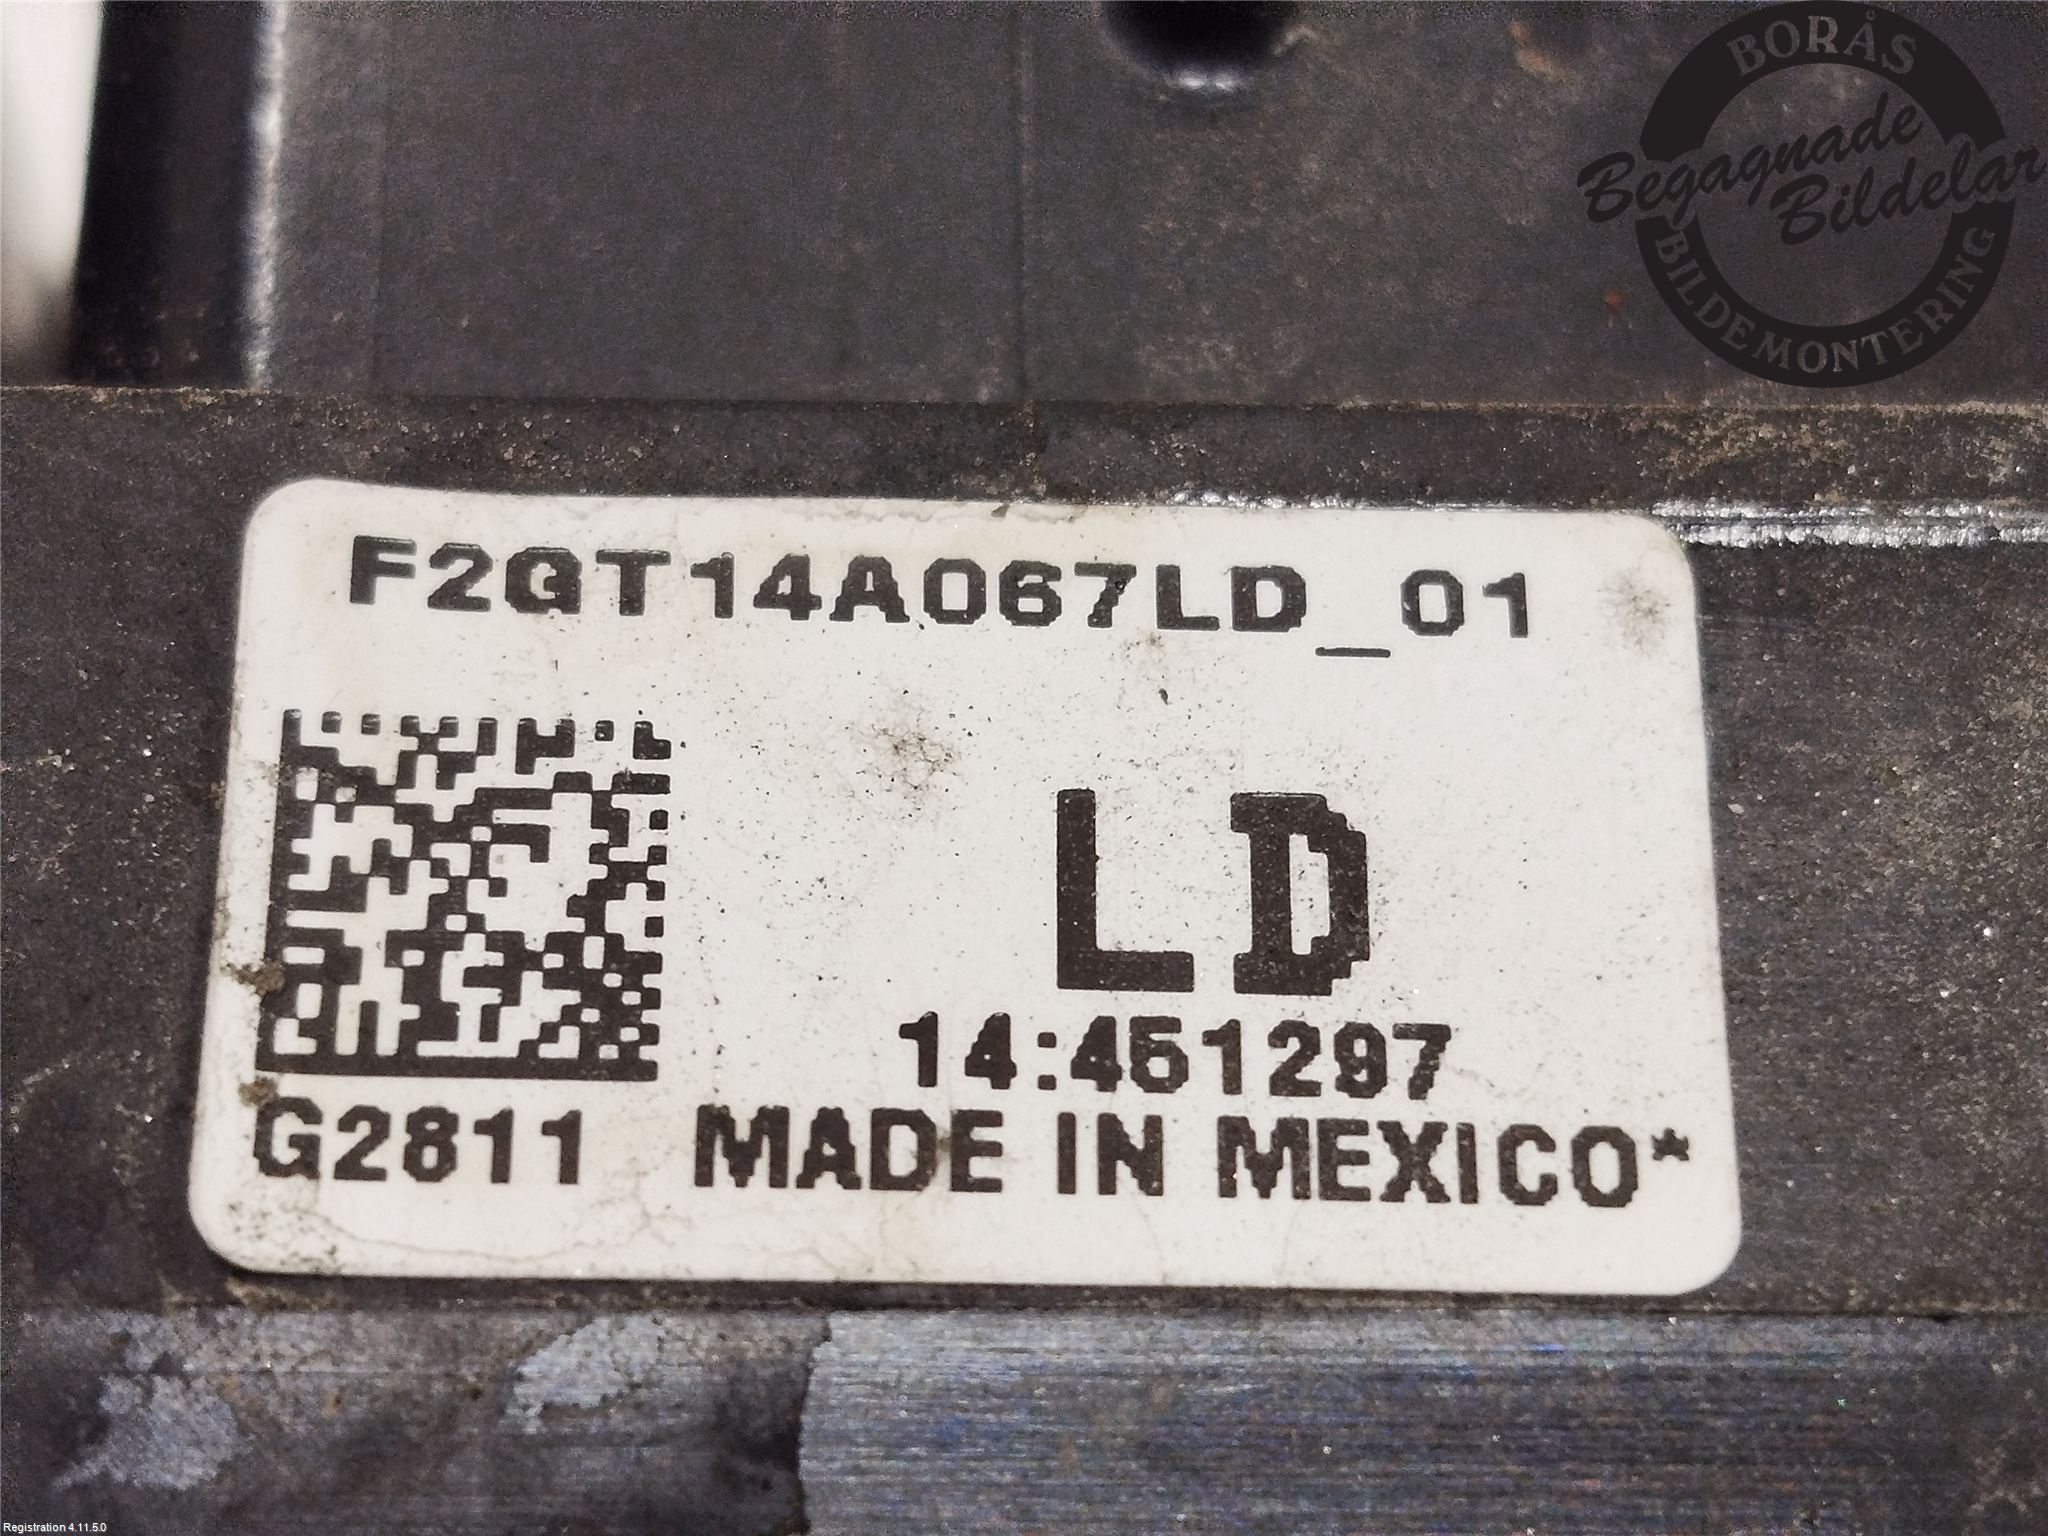 BORÅS
Begagnade
Bildelar
BILDEMONTERING
F2GT14A067LD_01
LD
14:451297
G2811 MADE IN MEXICO*
Registration 4.11.5.0